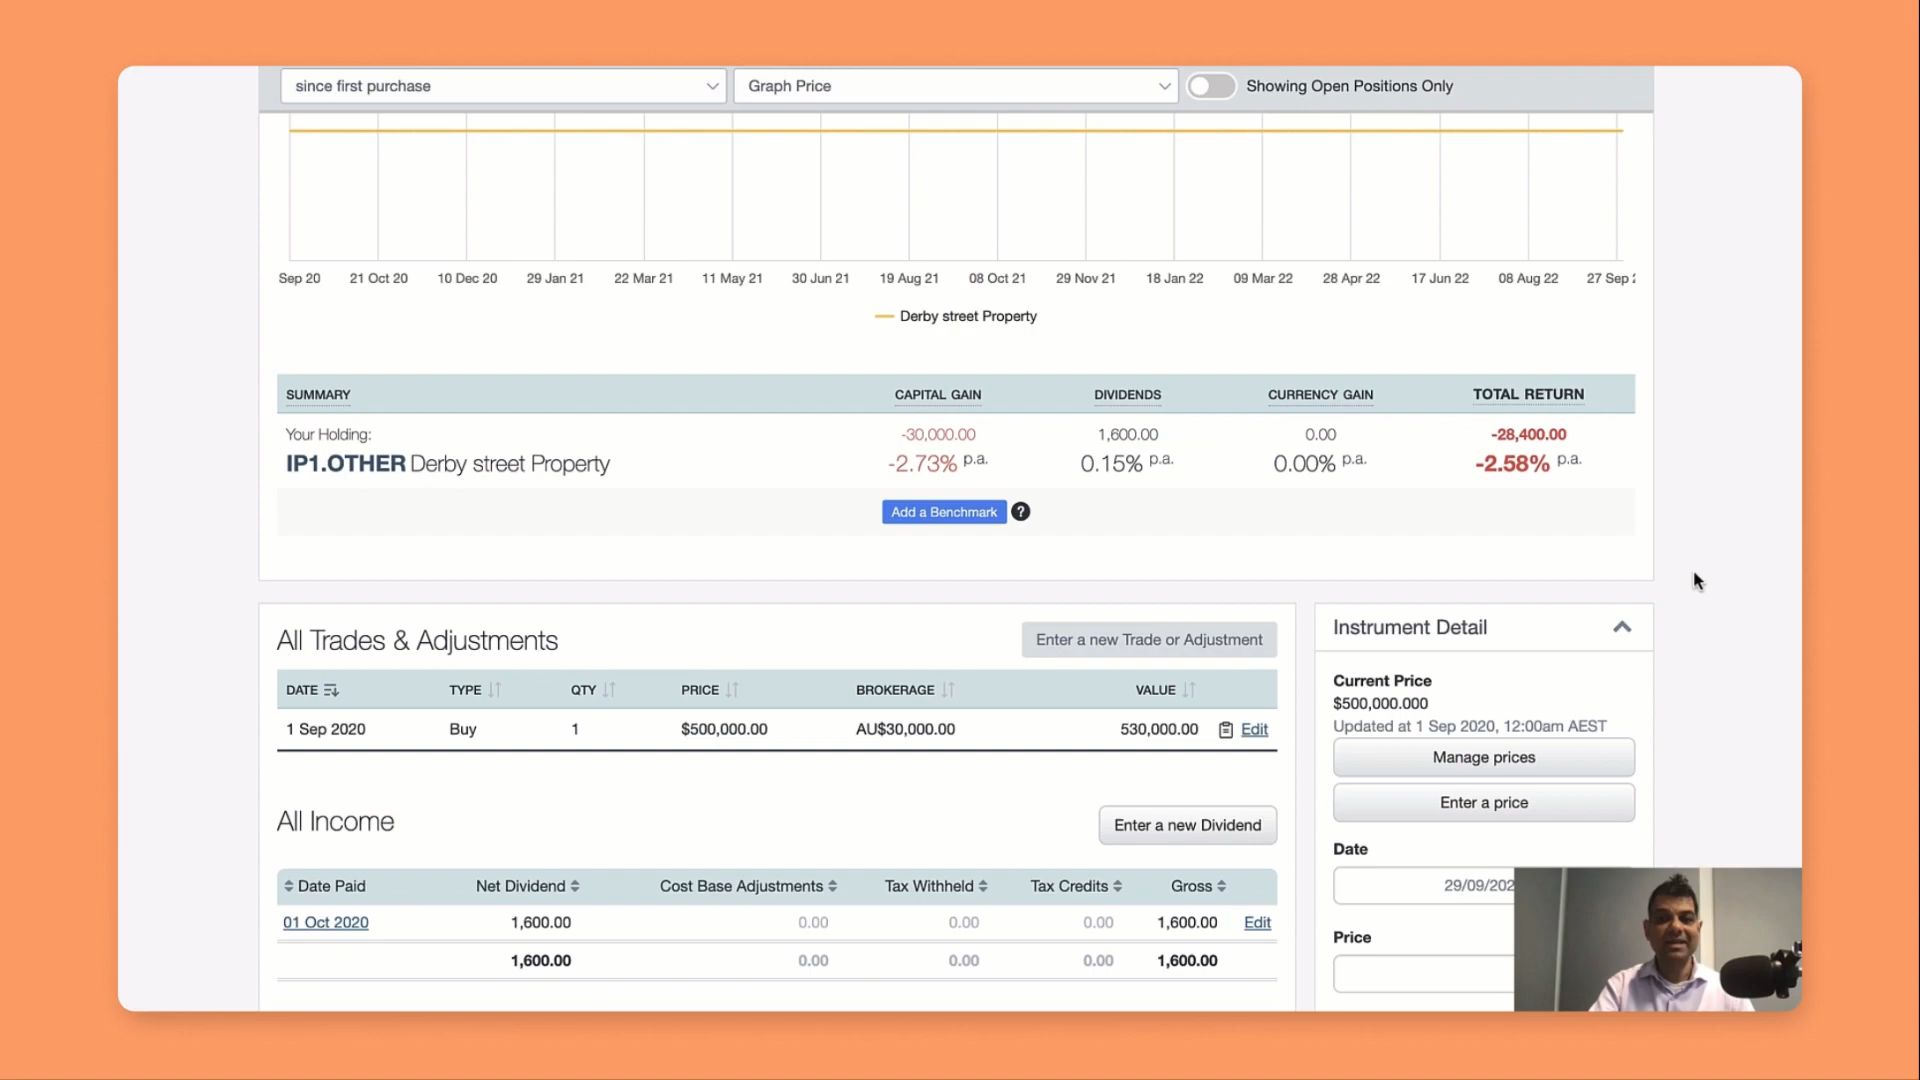 since first purchase Graph Price Showing Open Positions Only
Sep 20 21 Oct 20 10 Dec 20 29 Jan 21 22 Mar 21 11 May 21 30 Jun 21 19 Aug 21 08 Oct 21 29 Nov 21 18 Jan 22 09 Mar 22 28 Apr 22 17 Jun 22 08 Aug 22 27 Sep
Derby street Property
SUMMARY CAPITAL GAIN DIVIDENDS CURRENCY GAIN TOTAL RETURN
Your Holding: -30,000.00 1,600.00 0.00 -28,400.00
IP1.OTHER Derby street Property -2.73% p.a. 0.15% p.a. 0.00% p.a. -2.58% p.a.
Add a Benchmark ?
All Trades & Adjustments
Enter a new Trade or Adjustment
DATE TYPE QTY PRICE BROKERAGE VALUE
1 Sep 2020 Buy 1 $500,000.00 AU$30,000.00 530,000.00 Edit
All Income
Enter a new Dividend
Date Paid Net Dividend Cost Base Adjustments Tax Withheld Tax Credits Gross
01 Oct 2020 1,600.00 0.00 0.00 0.00 1,600.00 Edit
1,600.00 0.00 0.00 0.00 1,600.00
Instrument Detail
Current Price
$500,000.000
Updated at 1 Sep 2020, 12:00am AEST
Manage prices
Enter a price
Date
29/09/202
Price